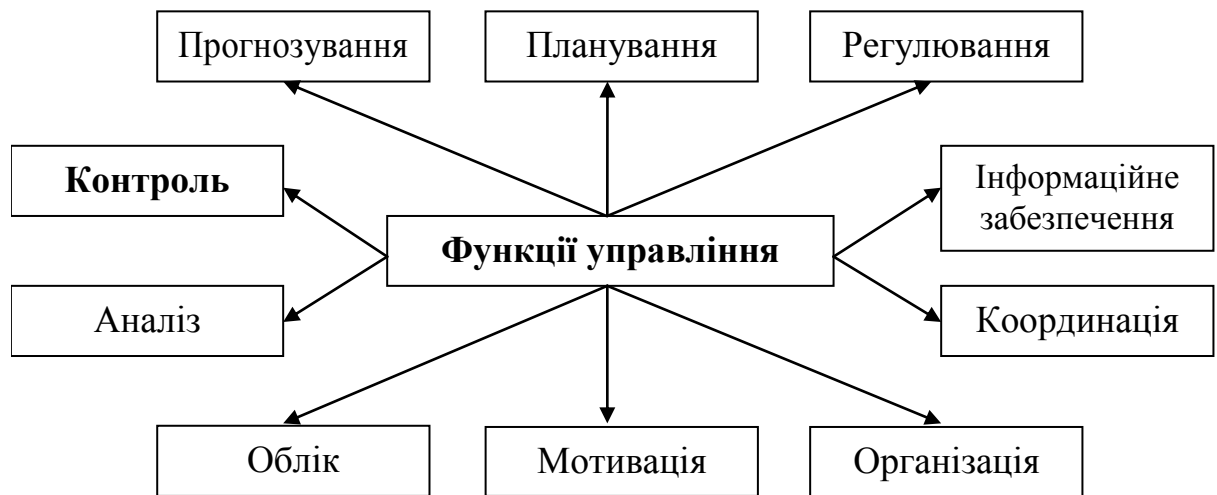 Прогнозування
Планування
Регулювання
Контроль
Інформаційне
забезпечення
Функції управління
Аналіз
Координація
Облік
Мотивація
Організація